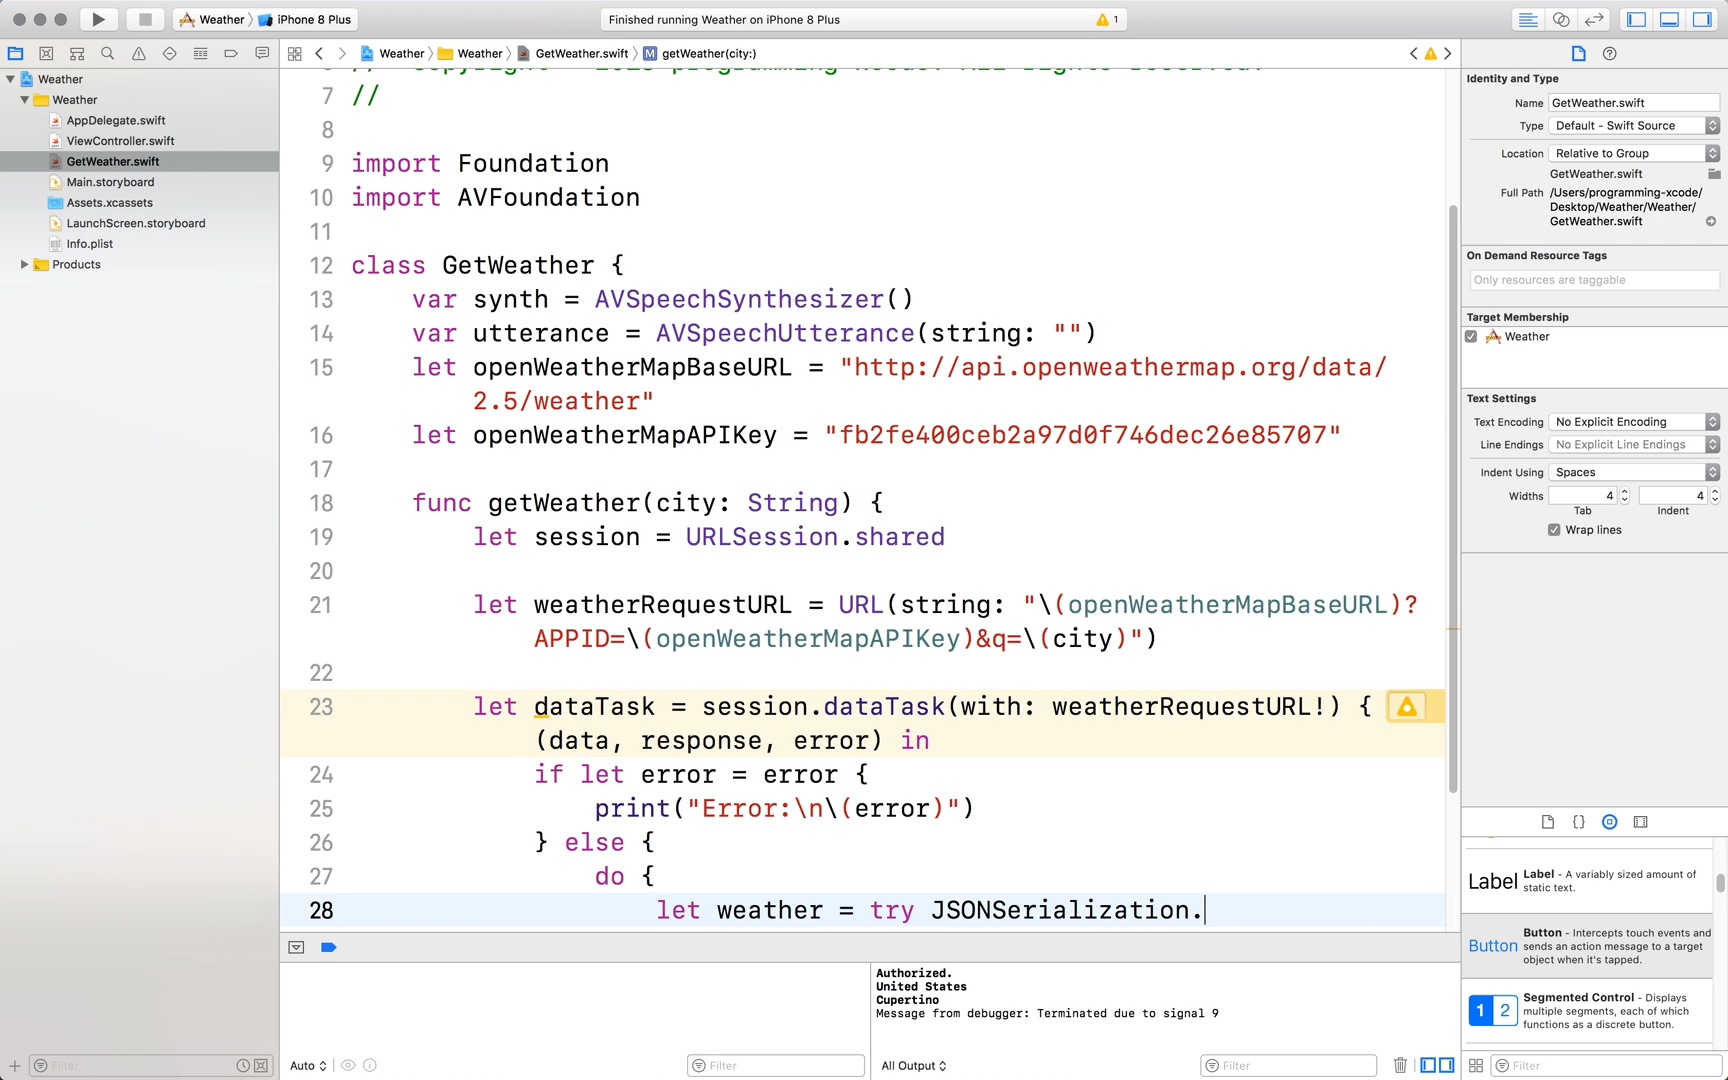 Weather 〉 iPhone 8 Plus
Finished running Weather on iPhone 8 Plus
1
Weather 〉 Weather 〉 GetWeather.swift 〉 M getWeather(city:)
Weather
Weather
AppDelegate.swift
ViewController.swift
GetWeather.swift
Main.storyboard
Assets.xcassets
LaunchScreen.storyboard
Info.plist
Products
Filter
7 //
8
9 import Foundation
10 import AVFoundation
11
12 class GetWeather {
13 var synth = AVSpeechSynthesizer()
14 var utterance = AVSpeechUtterance(string: "")
15 let openWeatherMapBaseURL = "http://api.openweathermap.org/data/
2.5/weather"
16 let openWeatherMapAPIKey = "fb2fe400ceb2a97d0f746dec26e85707"
17
18 func getWeather(city: String) {
19 let session = URLSession.shared
20
21 let weatherRequestURL = URL(string: "\(openWeatherMapBaseURL)?
APPID=\(openWeatherMapAPIKey)&q=\(city)")
22
23 let dataTask = session.dataTask(with: weatherRequestURL!) {
(data, response, error) in
24 if let error = error {
25 print("Error:\n\(error)")
26 } else {
27 do {
28 let weather = try JSONSerialization.
Auto
Filter
Authorized.
United States
Cupertino
Message from debugger: Terminated due to signal 9
All Output
Filter
Identity and Type
Name GetWeather.swift
Type Default - Swift Source
Location Relative to Group
GetWeather.swift
Full Path /Users/programming-xcode/
Desktop/Weather/Weather/
GetWeather.swift
On Demand Resource Tags
Only resources are taggable
Target Membership
Weather
Text Settings
Text Encoding No Explicit Encoding
Line Endings No Explicit Line Endings
Indent Using Spaces
Widths 4 4
Tab Indent
Wrap lines
Label Label - A variably sized amount of
static text.
Button Button - Intercepts touch events and
sends an action message to a target
object when it's tapped.
1 2 Segmented Control - Displays
multiple segments, each of which
functions as a discrete button.
Filter